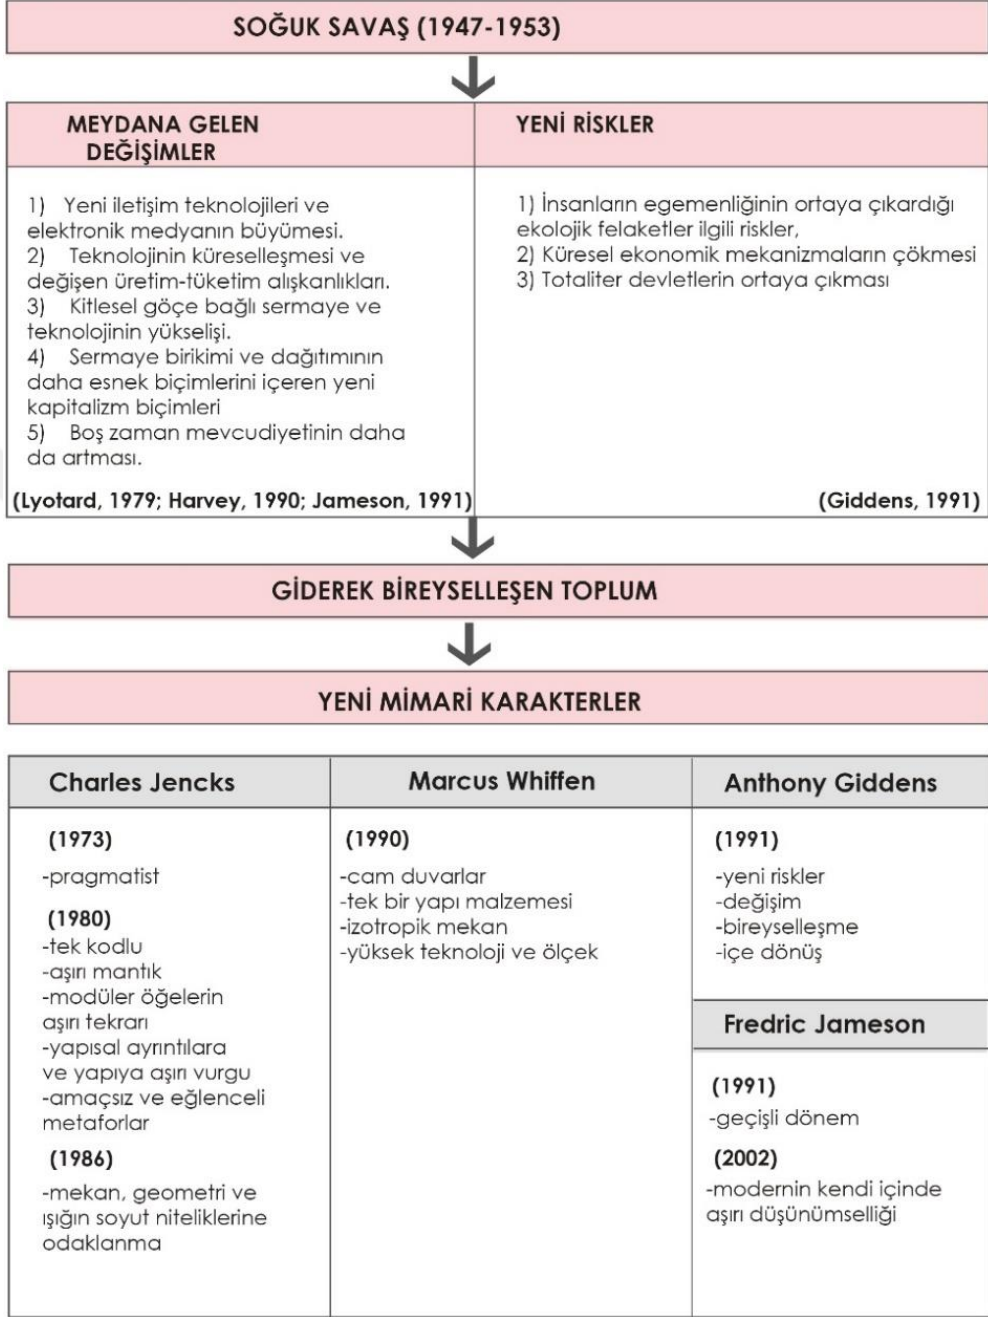 SOĞUK SAVAŞ (1947-1953)
MEYDANA GELEN
DEĞİŞİMLER
1) Yeni iletişim teknolojileri ve
elektronik medyanın büyümesi.
2) Teknolojinin küreselleşmesi ve
değişen üretim-tüketim alışkanlıkları.
3) Kitlesel göçe bağlı sermaye ve
teknolojinin yükselişi.
4) Sermaye birikimi ve dağıtımının
daha esnek biçimlerini içeren yeni
kapitalizm biçimleri
5) Boş zaman mevcudiyetinin daha
da artması.
(Lyotard, 1979; Harvey, 1990; Jameson, 1991)
YENİ RİSKLER
1) İnsanların egemenliğinin ortaya çıkardığı
ekolojik felaketler ilgili riskler,
2) Küresel ekonomik mekanizmaların çökmesi
3) Totaliter devletlerin ortaya çıkması
(Giddens, 1991)
GİDEREK BİREYSELLEŞEN TOPLUM
YENİ MİMARİ KARAKTERLER
Charles Jencks
(1973)
-pragmatist
(1980)
-tek kodlu
-aşırı mantık
-modüler öğelerin
aşırı tekrarı
-yapısal ayrıntılara
ve yapıya aşırı vurgu
-amaçsız ve eğlenceli
metaforlar
(1986)
-mekan, geometri ve
ışığın soyut niteliklerine
odaklanma
Marcus Whiffen
(1990)
-cam duvarlar
-tek bir yapı malzemesi
-izotropik mekan
-yüksek teknoloji ve ölçek
Anthony Giddens
(1991)
-yeni riskler
-değişim
-bireyselleşme
-içe dönüş
Fredric Jameson
(1991)
-geçişli dönem
(2002)
-modernin kendi içinde
aşırı düşünümselliği